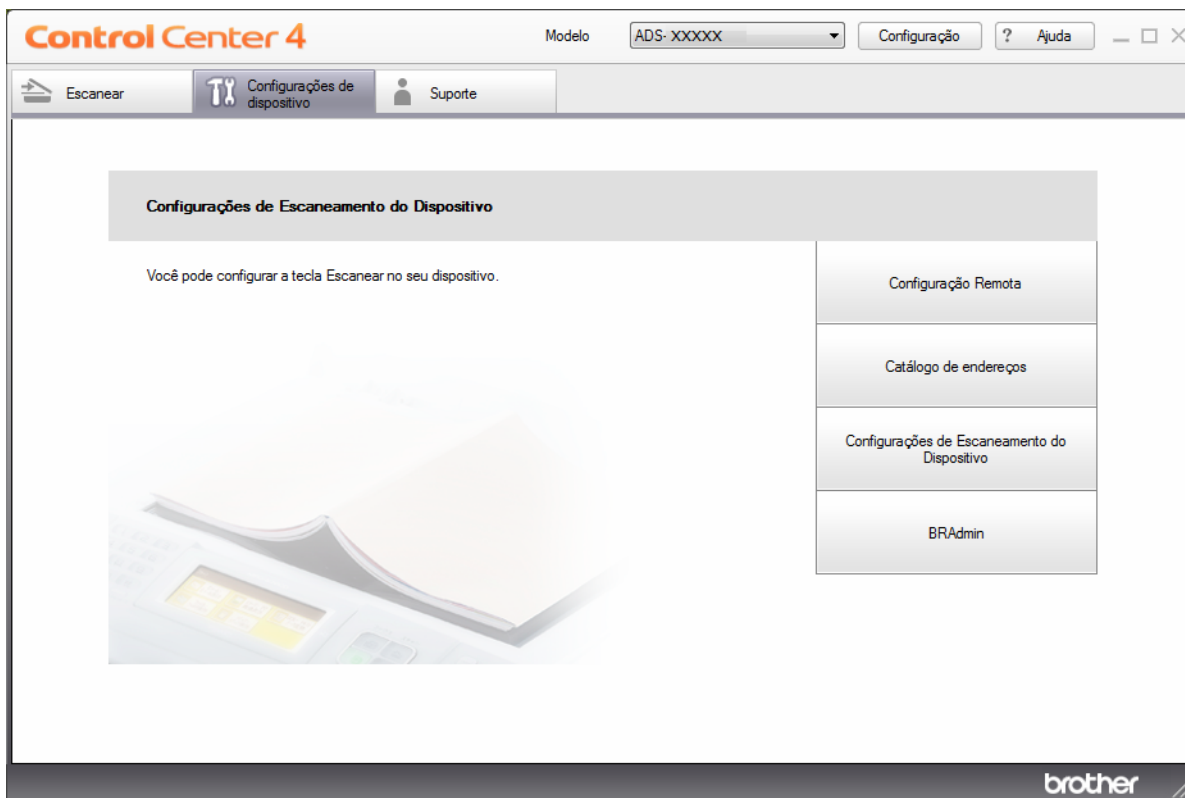 Control Center 4
Modelo
ADS- XXXXX
Configuração
? Ajuda
Escanear
Configurações de
dispositivo
Suporte
Configurações de Escaneamento do Dispositivo
Você pode configurar a tecla Escanear no seu dispositivo.
Configuração Remota
Catálogo de endereços
Configurações de Escaneamento do
Dispositivo
BRAdmin
brother